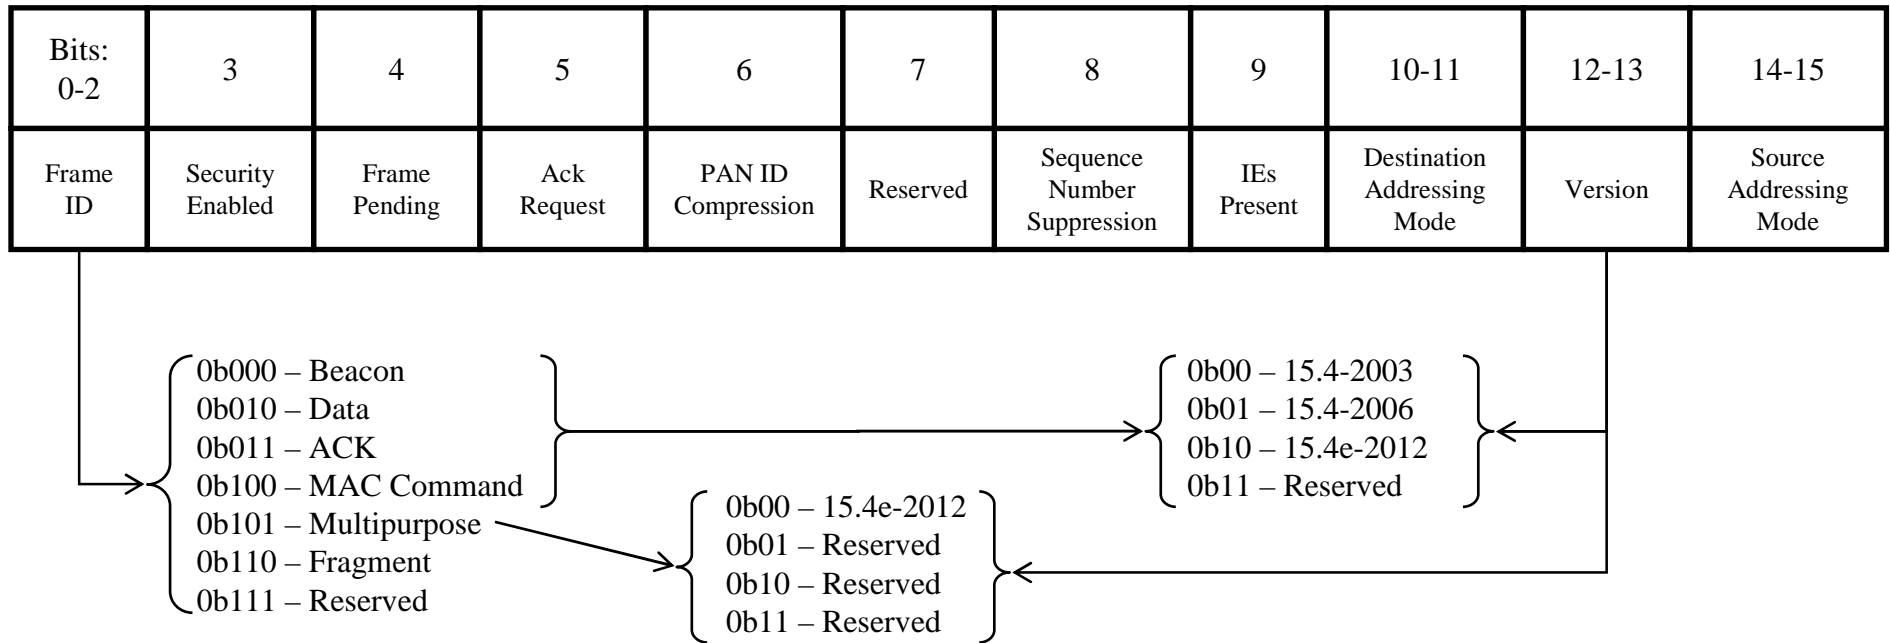 Bits:
0-2
3
4
5
6
7
8
9
10-11
12-13
14-15
Frame
ID
Security
Enabled
Frame
Pending
Ack
Request
PAN ID
Compression
Reserved
Sequence
Number
Suppression
IEs
Present
Destination
Addressing
Mode
Version
Source
Addressing
Mode
0b000 – Beacon
0b010 – Data
0b011 – ACK
0b100 – MAC Command
0b101 – Multipurpose
0b110 – Fragment
0b111 – Reserved
0b00 – 15.4e-2012
0b01 – Reserved
0b10 – Reserved
0b11 – Reserved
0b00 – 15.4-2003
0b01 – 15.4-2006
0b10 – 15.4e-2012
0b11 – Reserved